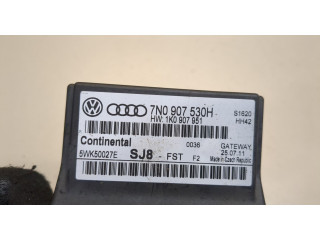 7N0 907 530H S1620
HW: 1K0 907 951 HH42
Continental 0036 GATEWAY
5WK50027E SJ8 - FST F2 25.07.11
Made in Czech Republic